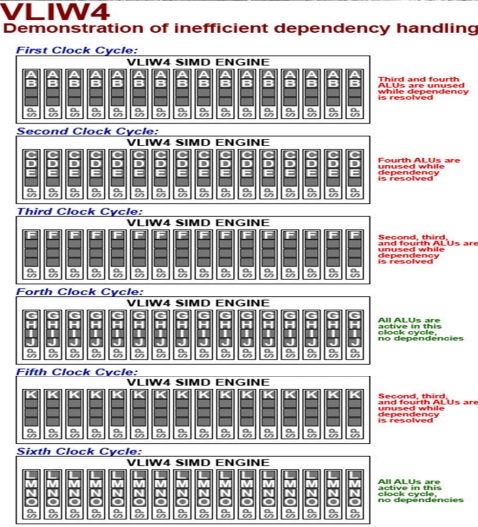 VLIW4
Demonstration of inefficient dependency handling
First Clock Cycle:
VLIW4 SIMD ENGINE
A A A A A A A A A A A A A A A A
B B B B B B B B B B B B B B B B
SP SP SP SP SP SP SP SP SP SP SP SP SP SP SP SP
Third and fourth
ALUs are unused
while dependency
is resolved
Second Clock Cycle:
VLIW4 SIMD ENGINE
C C C C C C C C C C C C C C C C
D D D D D D D D D D D D D D D D
E E E E E E E E E E E E E E E E
SP SP SP SP SP SP SP SP SP SP SP SP SP SP SP SP
Fourth ALUs are
unused while
dependency
is resolved
Third Clock Cycle:
VLIW4 SIMD ENGINE
F F F F F F F F F F F F F F F F
SP SP SP SP SP SP SP SP SP SP SP SP SP SP SP SP
Second, third,
and fourth ALUs are
unused while
dependency
is resolved
Forth Clock Cycle:
VLIW4 SIMD ENGINE
G G G G G G G G G G G G G G G G
H H H H H H H H H H H H H H H H
I I I I I I I I I I I I I I I I
J J J J J J J J J J J J J J J J
SP SP SP SP SP SP SP SP SP SP SP SP SP SP SP SP
All ALUs are
active in this
clock cycle,
no dependencies
Fifth Clock Cycle:
VLIW4 SIMD ENGINE
K K K K K K K K K K K K K K K K
SP SP SP SP SP SP SP SP SP SP SP SP SP SP SP SP
Second, third,
and fourth ALUs are
unused while
dependency
is resolved
Sixth Clock Cycle:
VLIW4 SIMD ENGINE
L L L L L L L L L L L L L L L L
M M M M M M M M M M M M M M M M
N N N N N N N N N N N N N N N N
O O O O O O O O O O O O O O O O
SP SP SP SP SP SP SP SP SP SP SP SP SP SP SP SP
All ALUs are
active in this
clock cycle,
no dependencies